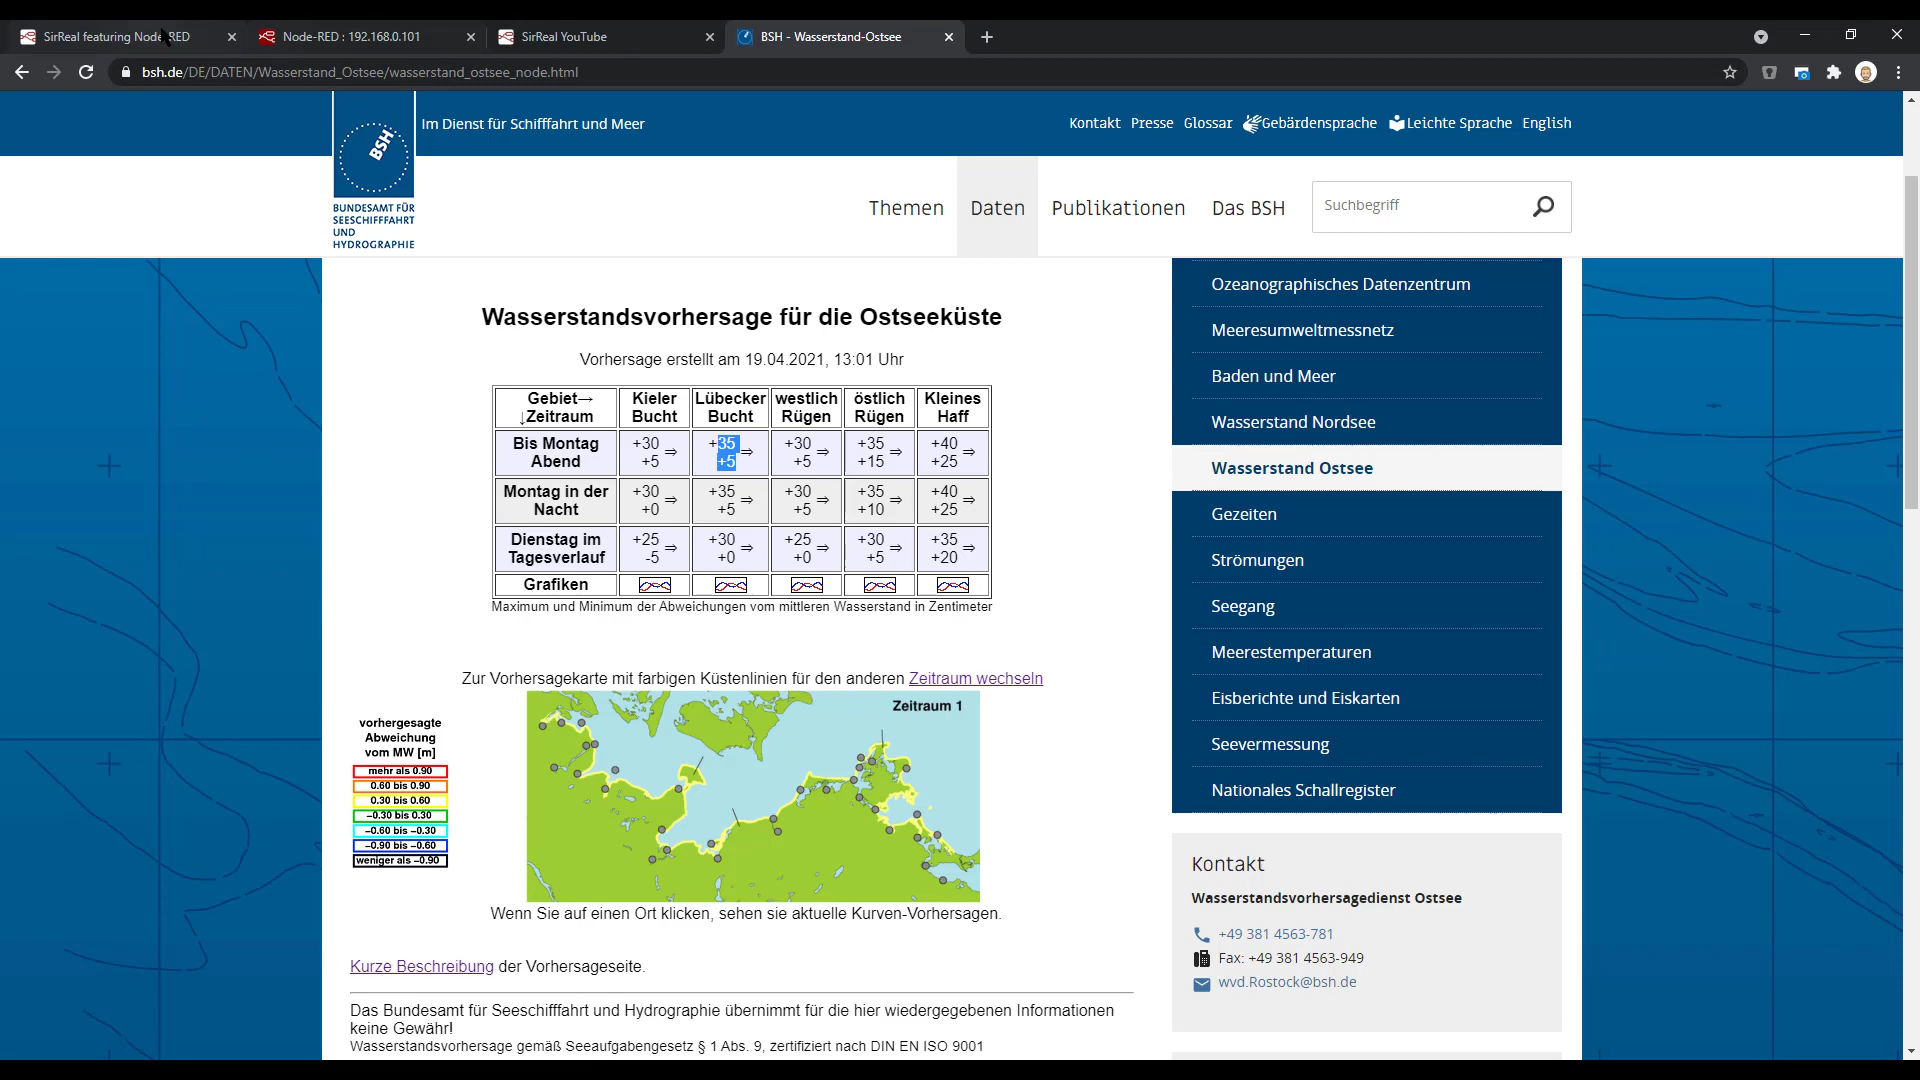 SirReal featuring Node-RED
Node-RED : 192.168.0.101
SirReal YouTube
BSH - Wasserstand-Ostsee
bsh.de/DE/DATEN/Wasserstand_Ostsee/wasserstand_ostsee_node.html
BSH
BUNDESAMT FÜR
SEESCHIFFFAHRT
UND
HYDROGRAPHIE
Im Dienst für Schifffahrt und Meer
Kontakt Presse Glossar Gebärdensprache Leichte Sprache English
Themen Daten Publikationen Das BSH
Suchbegriff
Wasserstandsvorhersage für die Ostseeküste
Vorhersage erstellt am 19.04.2021, 13:01 Uhr
Gebiet→ Kieler Lübecker westlich östlich Kleines
↓Zeitraum Bucht Bucht Rügen Rügen Haff
Bis Montag +30 +35 +30 +35 +40
Abend +5 ⇒ +5 ⇒ +5 ⇒ +15 ⇒ +25 ⇒
Montag in der +30 +35 +30 +35 +40
Nacht +0 ⇒ +5 ⇒ +5 ⇒ +10 ⇒ +25 ⇒
Dienstag im +25 +30 +25 +30 +35
Tagesverlauf -5 ⇒ +0 ⇒ +0 ⇒ +5 ⇒ +20 ⇒
Grafiken
Maximum und Minimum der Abweichungen vom mittleren Wasserstand in Zentimeter
Zur Vorhersagekarte mit farbigen Küstenlinien für den anderen Zeitraum wechseln
Zeitraum 1
vorhergesagte
Abweichung
vom MW [m]
mehr als 0.90
0.60 bis 0.90
0.30 bis 0.60
−0.30 bis 0.30
−0.60 bis −0.30
−0.90 bis −0.60
weniger als −0.90
Wenn Sie auf einen Ort klicken, sehen sie aktuelle Kurven-Vorhersagen.
Kurze Beschreibung der Vorhersageseite.
Das Bundesamt für Seeschifffahrt und Hydrographie übernimmt für die hier wiedergegebenen Informationen
keine Gewähr!
Wasserstandsvorhersage gemäß Seeaufgabengesetz § 1 Abs. 9, zertifiziert nach DIN EN ISO 9001
Ozeanographisches Datenzentrum
Meeresumweltmessnetz
Baden und Meer
Wasserstand Nordsee
Wasserstand Ostsee
Gezeiten
Strömungen
Seegang
Meerestemperaturen
Eisberichte und Eiskarten
Seevermessung
Nationales Schallregister
Kontakt
Wasserstandsvorhersagedienst Ostsee
+49 381 4563-781
Fax: +49 381 4563-949
wvd.Rostock@bsh.de